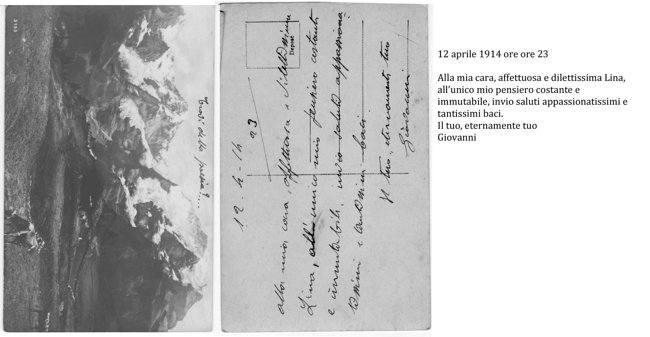 12-4-14 23
alla mia cara, affettuosa e dilettissima
Lina, all'unico mio pensiero costante
e immutabile, invio saluti appassiona
tissimi e tantissimi baci.
Il tuo, eternamente tuo
Giovanni
12 aprile 1914 ore ore 23
Alla mia cara, affettuosa e dilettissima Lina,
all’unico mio pensiero costante e
immutabile, invio saluti appassionatissimi e
tantissimi baci.
Il tuo, eternamente tuo
Giovanni